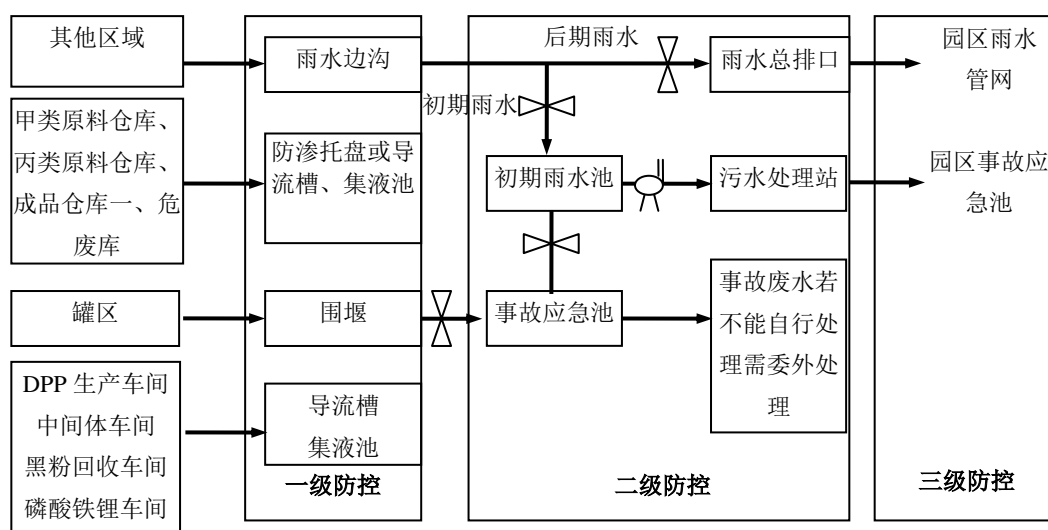 其他区域
雨水边沟
后期雨水
雨水总排口
园区雨水
管网
初期雨水
甲类原料仓库、
丙类原料仓库、
成品仓库一、危
废库
防渗托盘或导
流槽、集液池
初期雨水池
污水处理站
园区事故应
急池
罐区
围堰
事故应急池
事故废水若
不能自行处
理需委外处
理
DPP 生产车间
中间体车间
黑粉回收车间
磷酸铁锂车间
导流槽
集液池
一级防控
二级防控
三级防控